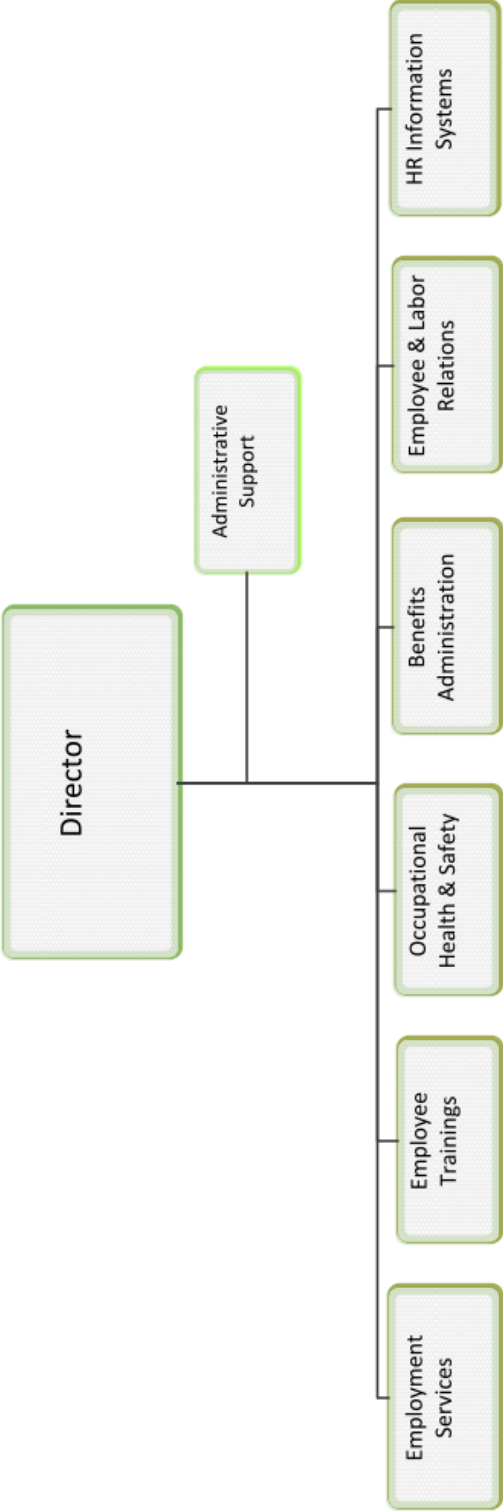 Director
Administrative
Support
Employment
Services
Employee
Trainings
Occupational
Health & Safety
Benefits
Administration
Employee & Labor
Relations
HR Information
Systems